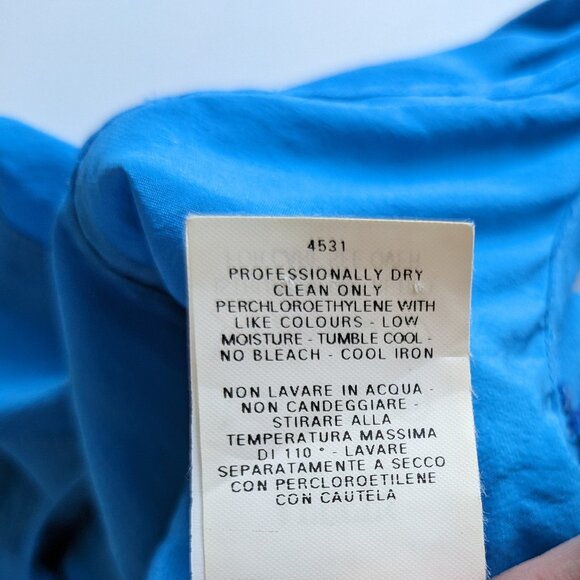 4531
PROFESSIONALLY DRY
CLEAN ONLY
PERCHLOROETHYLENE WITH
LIKE COLOURS - LOW
MOISTURE - TUMBLE COOL -
NO BLEACH - COOL IRON
NON LAVARE IN ACQUA -
NON CANDEGGIARE -
STIRARE ALLA
TEMPERATURA MASSIMA
DI 110 ° - LAVARE
SEPARATAMENTE A SECCO
CON PERCLOROETILENE
CON CAUTELA